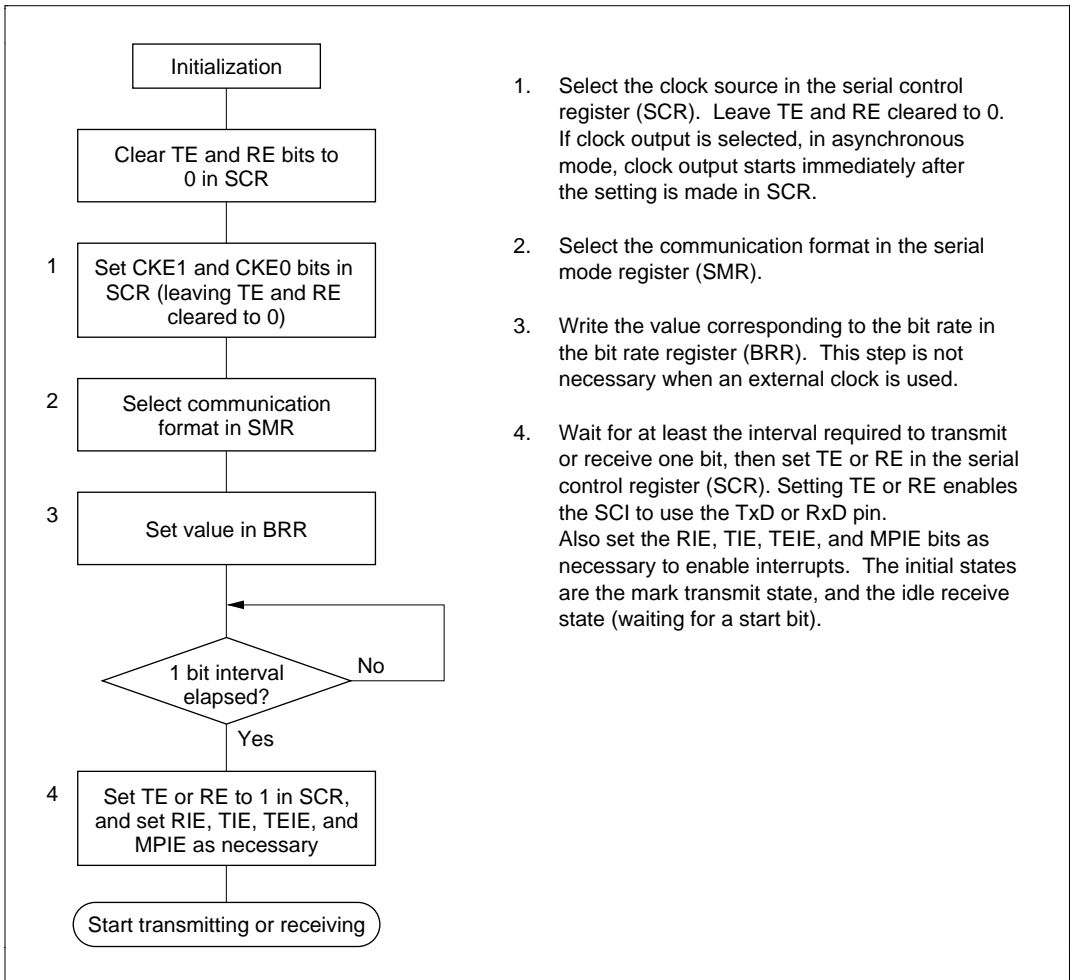 Initialization
Clear TE and RE bits to
0 in SCR
1
Set CKE1 and CKE0 bits in
SCR (leaving TE and RE
cleared to 0)
2
Select communication
format in SMR
3
Set value in BRR
1 bit interval
elapsed?
No
Yes
4
Set TE or RE to 1 in SCR,
and set RIE, TIE, TEIE, and
MPIE as necessary
Start transmitting or receiving
1. Select the clock source in the serial control
register (SCR). Leave TE and RE cleared to 0.
If clock output is selected, in asynchronous
mode, clock output starts immediately after
the setting is made in SCR.
2. Select the communication format in the serial
mode register (SMR).
3. Write the value corresponding to the bit rate in
the bit rate register (BRR). This step is not
necessary when an external clock is used.
4. Wait for at least the interval required to transmit
or receive one bit, then set TE or RE in the serial
control register (SCR). Setting TE or RE enables
the SCI to use the TxD or RxD pin.
Also set the RIE, TIE, TEIE, and MPIE bits as
necessary to enable interrupts. The initial states
are the mark transmit state, and the idle receive
state (waiting for a start bit).